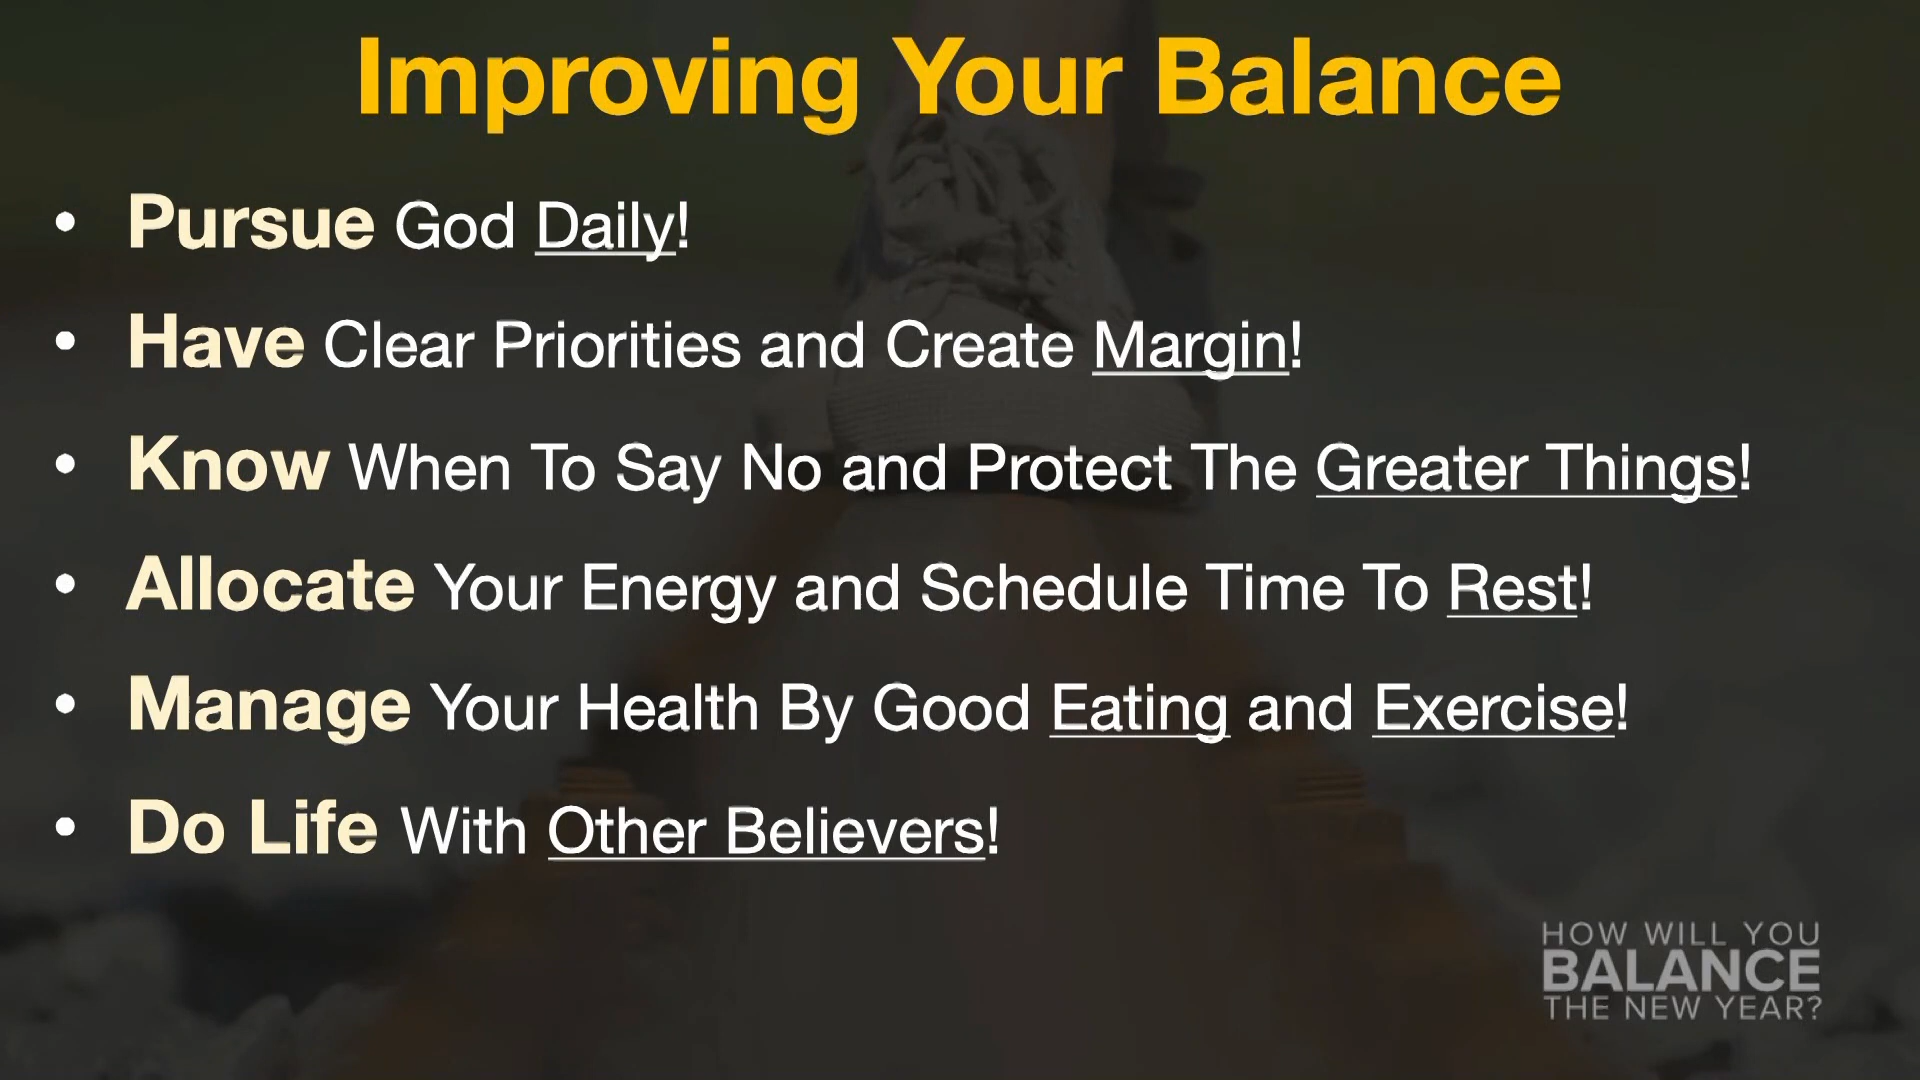 Improving Your Balance
• Pursue God Daily!
• Have Clear Priorities and Create Margin!
• Know When To Say No and Protect The Greater Things!
• Allocate Your Energy and Schedule Time To Rest!
• Manage Your Health By Good Eating and Exercise!
• Do Life With Other Believers!
HOW WILL YOU
BALANCE
THE NEW YEAR?